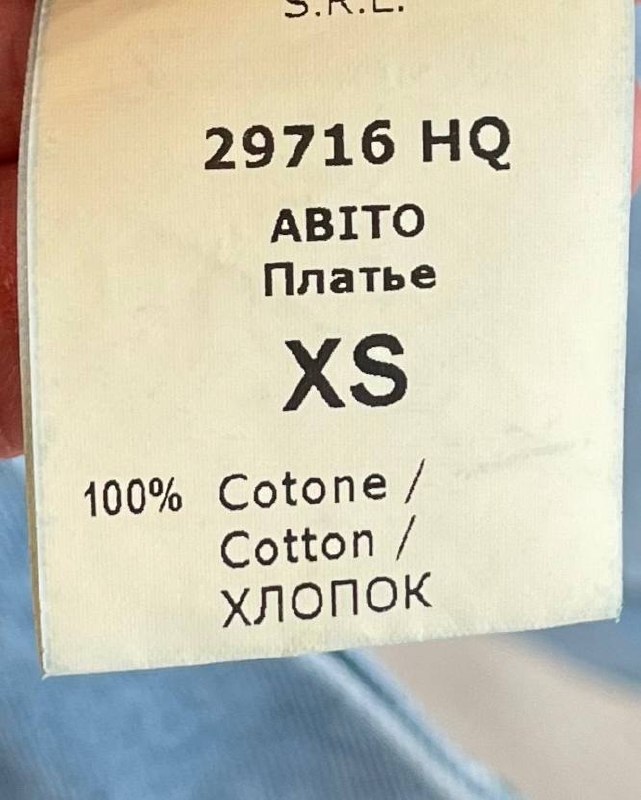 S.R.L.
29716 HQ
ABITO
Платье
XS
100% Cotone /
Cotton /
ХЛОПОК